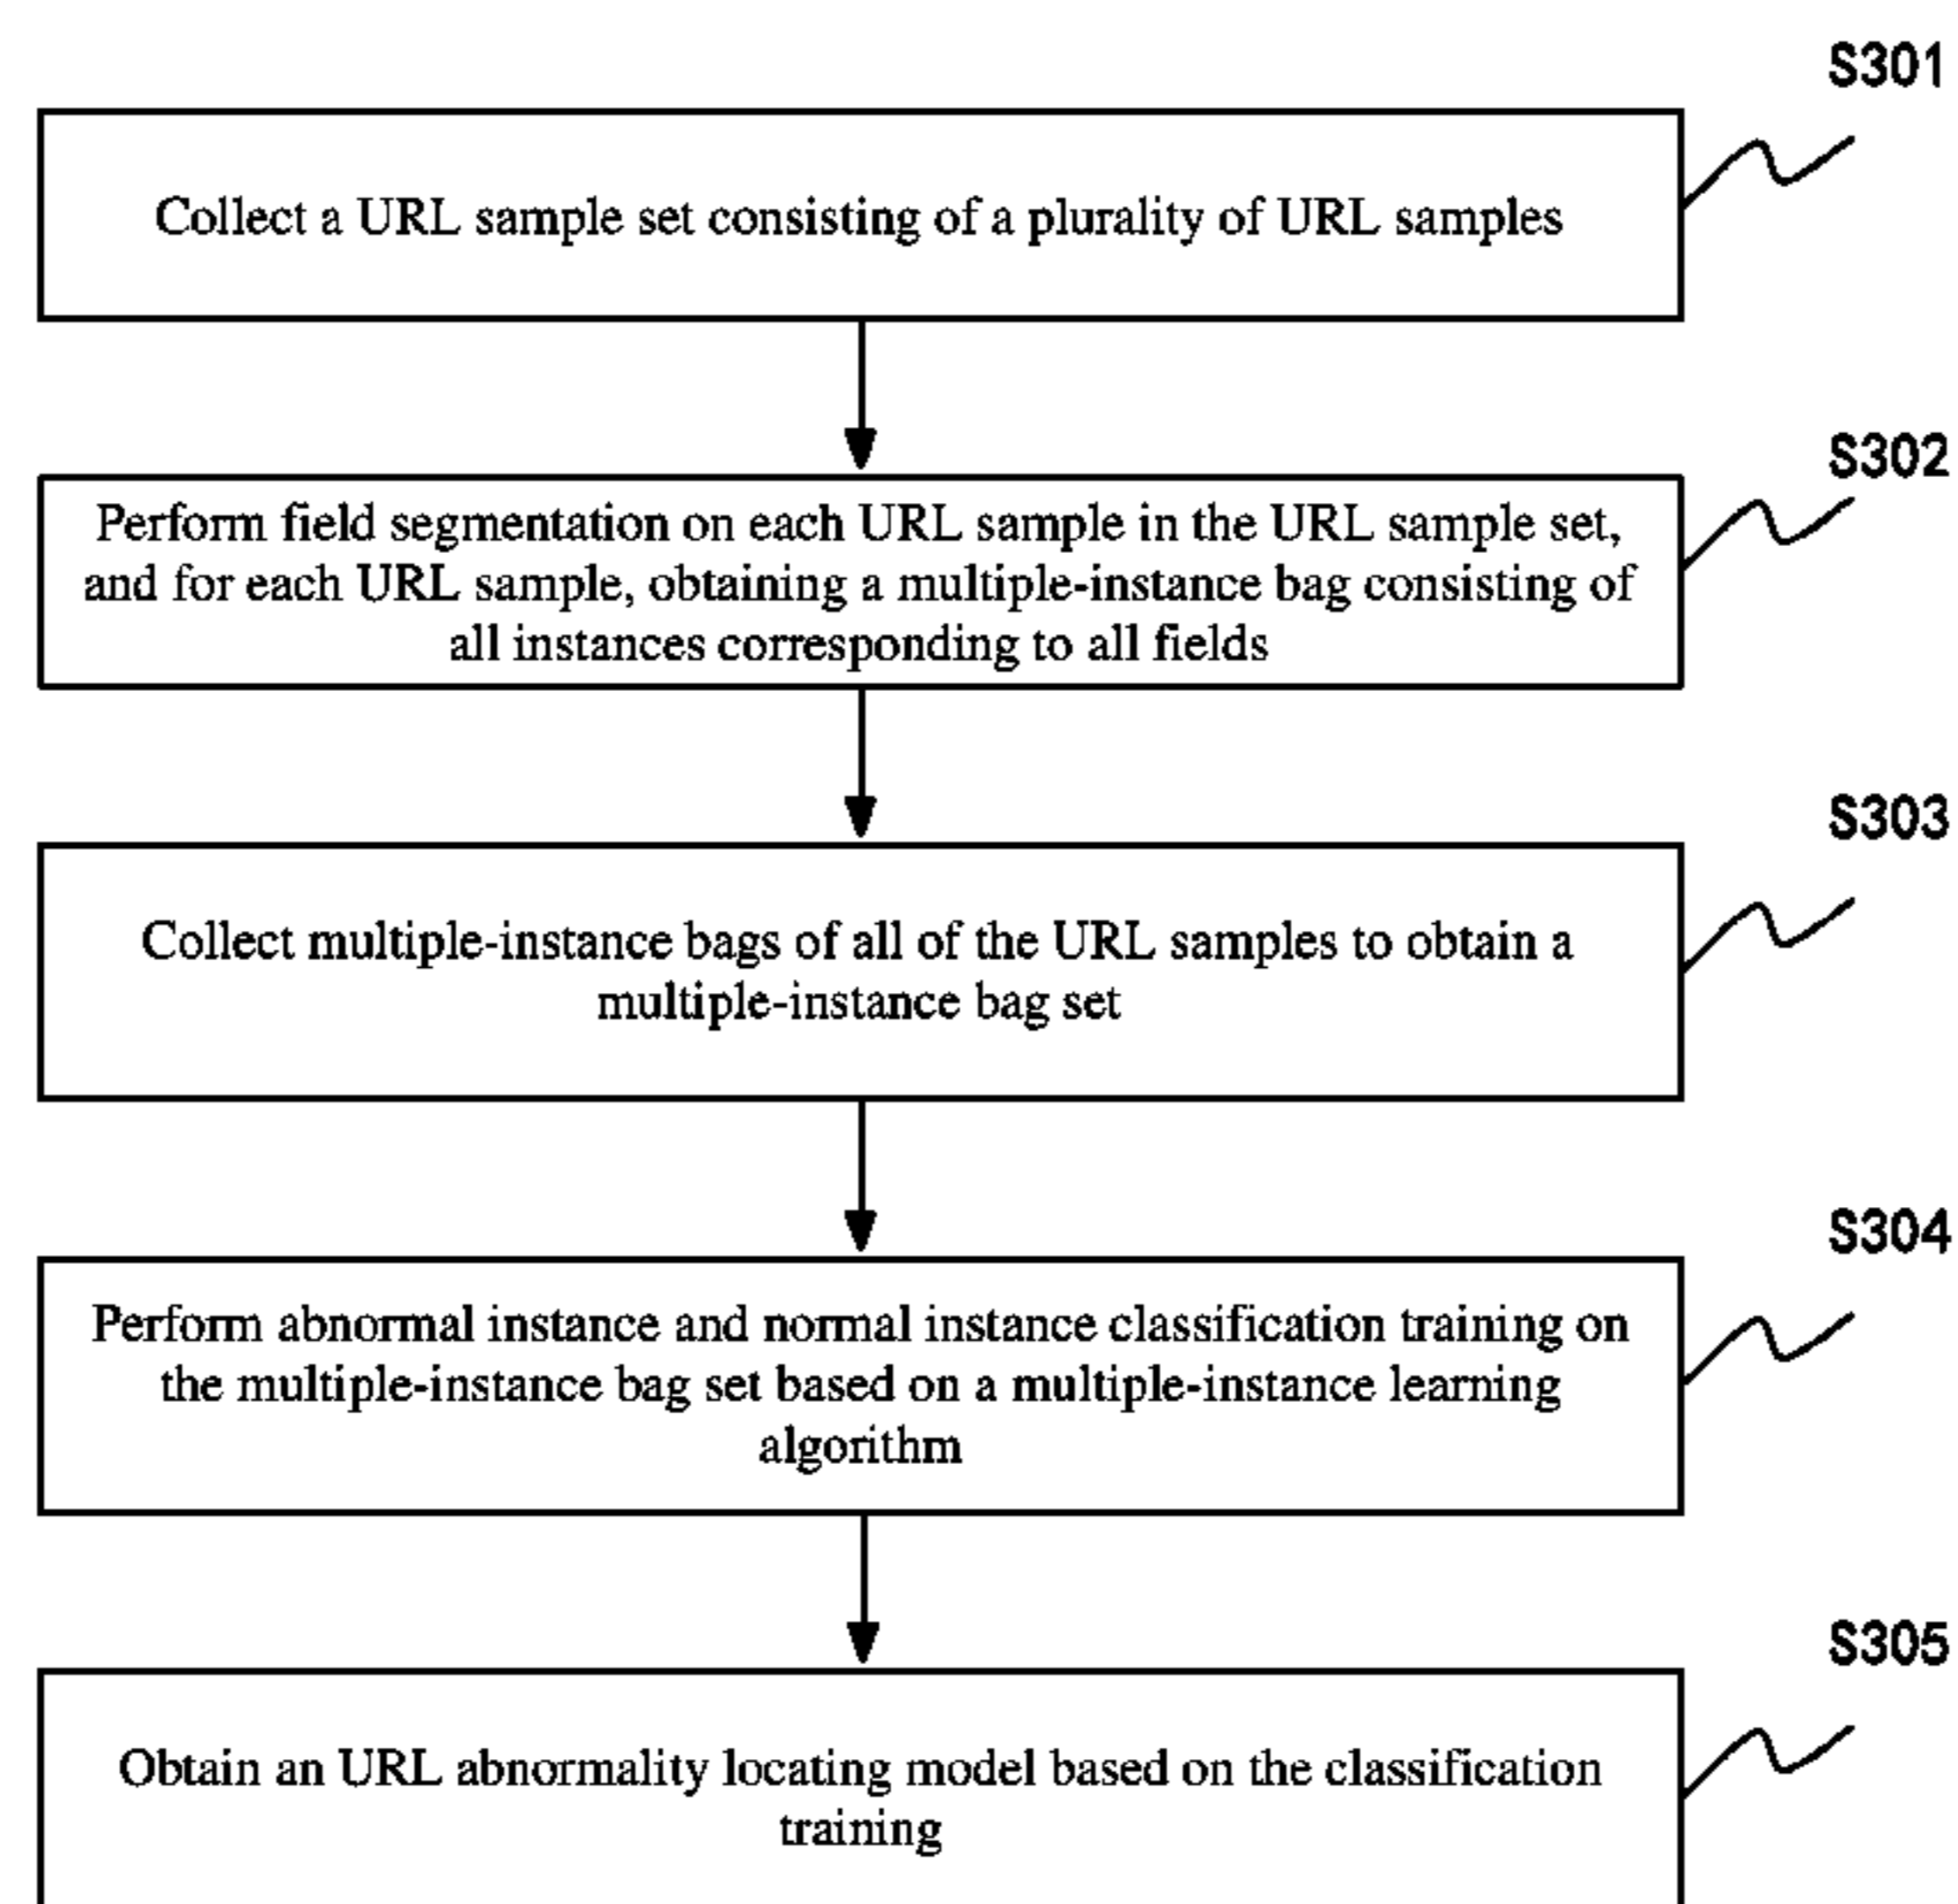 S301
Collect a URL sample set consisting of a plurality of URL samples
S302
Perform field segmentation on each URL sample in the URL sample set,
and for each URL sample, obtaining a multiple-instance bag consisting of
all instances corresponding to all fields
S303
Collect multiple-instance bags of all of the URL samples to obtain a
multiple-instance bag set
S304
Perform abnormal instance and normal instance classification training on
the multiple-instance bag set based on a multiple-instance learning
algorithm
S305
Obtain an URL abnormality locating model based on the classification
training